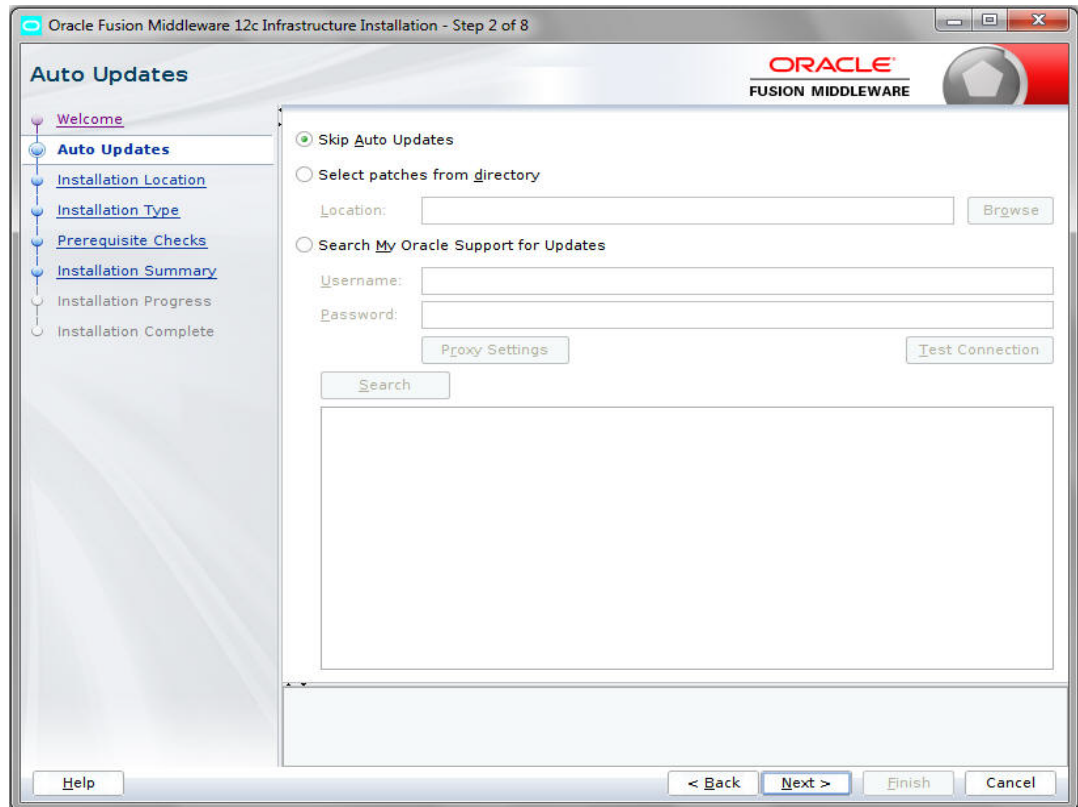 Oracle Fusion Middleware 12c Infrastructure Installation - Step 2 of 8
Auto Updates
ORACLE
FUSION MIDDLEWARE
Welcome
Auto Updates
Installation Location
Installation Type
Prerequisite Checks
Installation Summary
Installation Progress
Installation Complete
Skip Auto Updates
Select patches from directory
Location:
Browse
Search My Oracle Support for Updates
Username:
Password:
Proxy Settings
Test Connection
Search
Help
< Back
Next >
Finish
Cancel